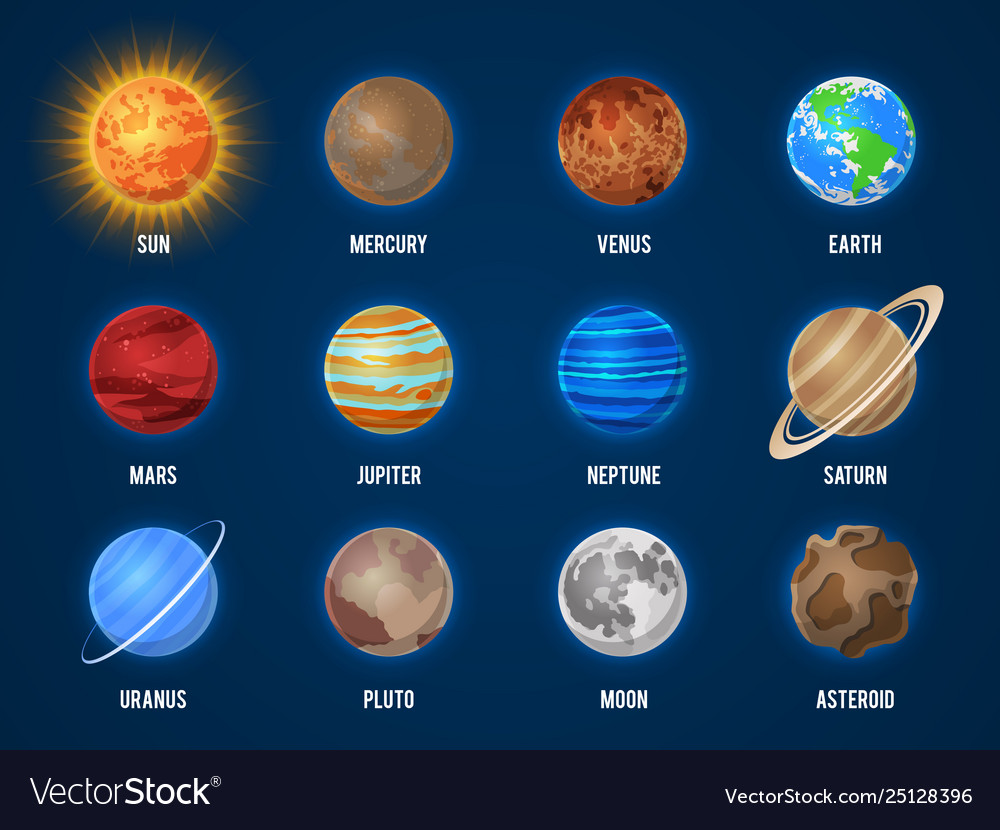 SUN
MERCURY
VENUS
EARTH
MARS
JUPITER
NEPTUNE
SATURN
URANUS
PLUTO
MOON
ASTEROID
VectorStock®
VectorStock.com/25128396